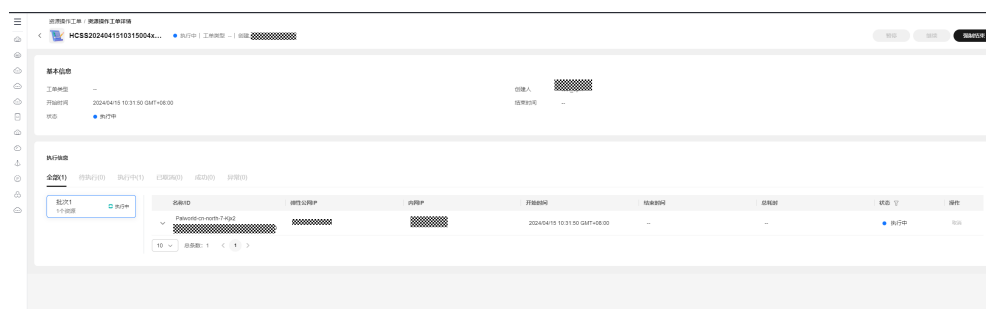 资源操作工单 / 资源操作工单详情
HCSS2024041510315004x... 执行中 | 工单类型 -- | 创建
强制结束
基本信息
工单类型 --
创建人
开始时间 2024/04/15 10:31:50 GMT+08:00
结束时间 --
状态 执行中
执行信息
全部(1) 待执行(0) 执行中(1) 已取消(0) 成功(0) 异常(0)
批次1
1个资源
执行中
名称/ID 弹性公网IP 内网IP 开始时间 结束时间 总耗时 状态 操作
Palworld-cn-north-7-Kjx2
2024/04/15 10:31:50 GMT+08:00 -- -- 执行中
10 总条数: 1 < 1 >